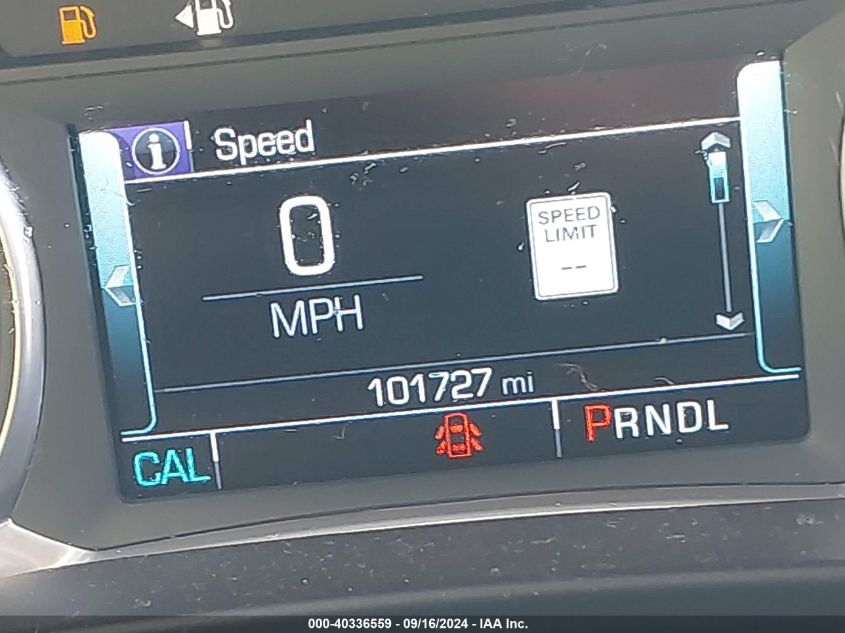 Speed
0
MPH
SPEED
LIMIT
--
101727 mi
CAL
PRNDL
000-40336559 - 09/16/2024 - IAA Inc.